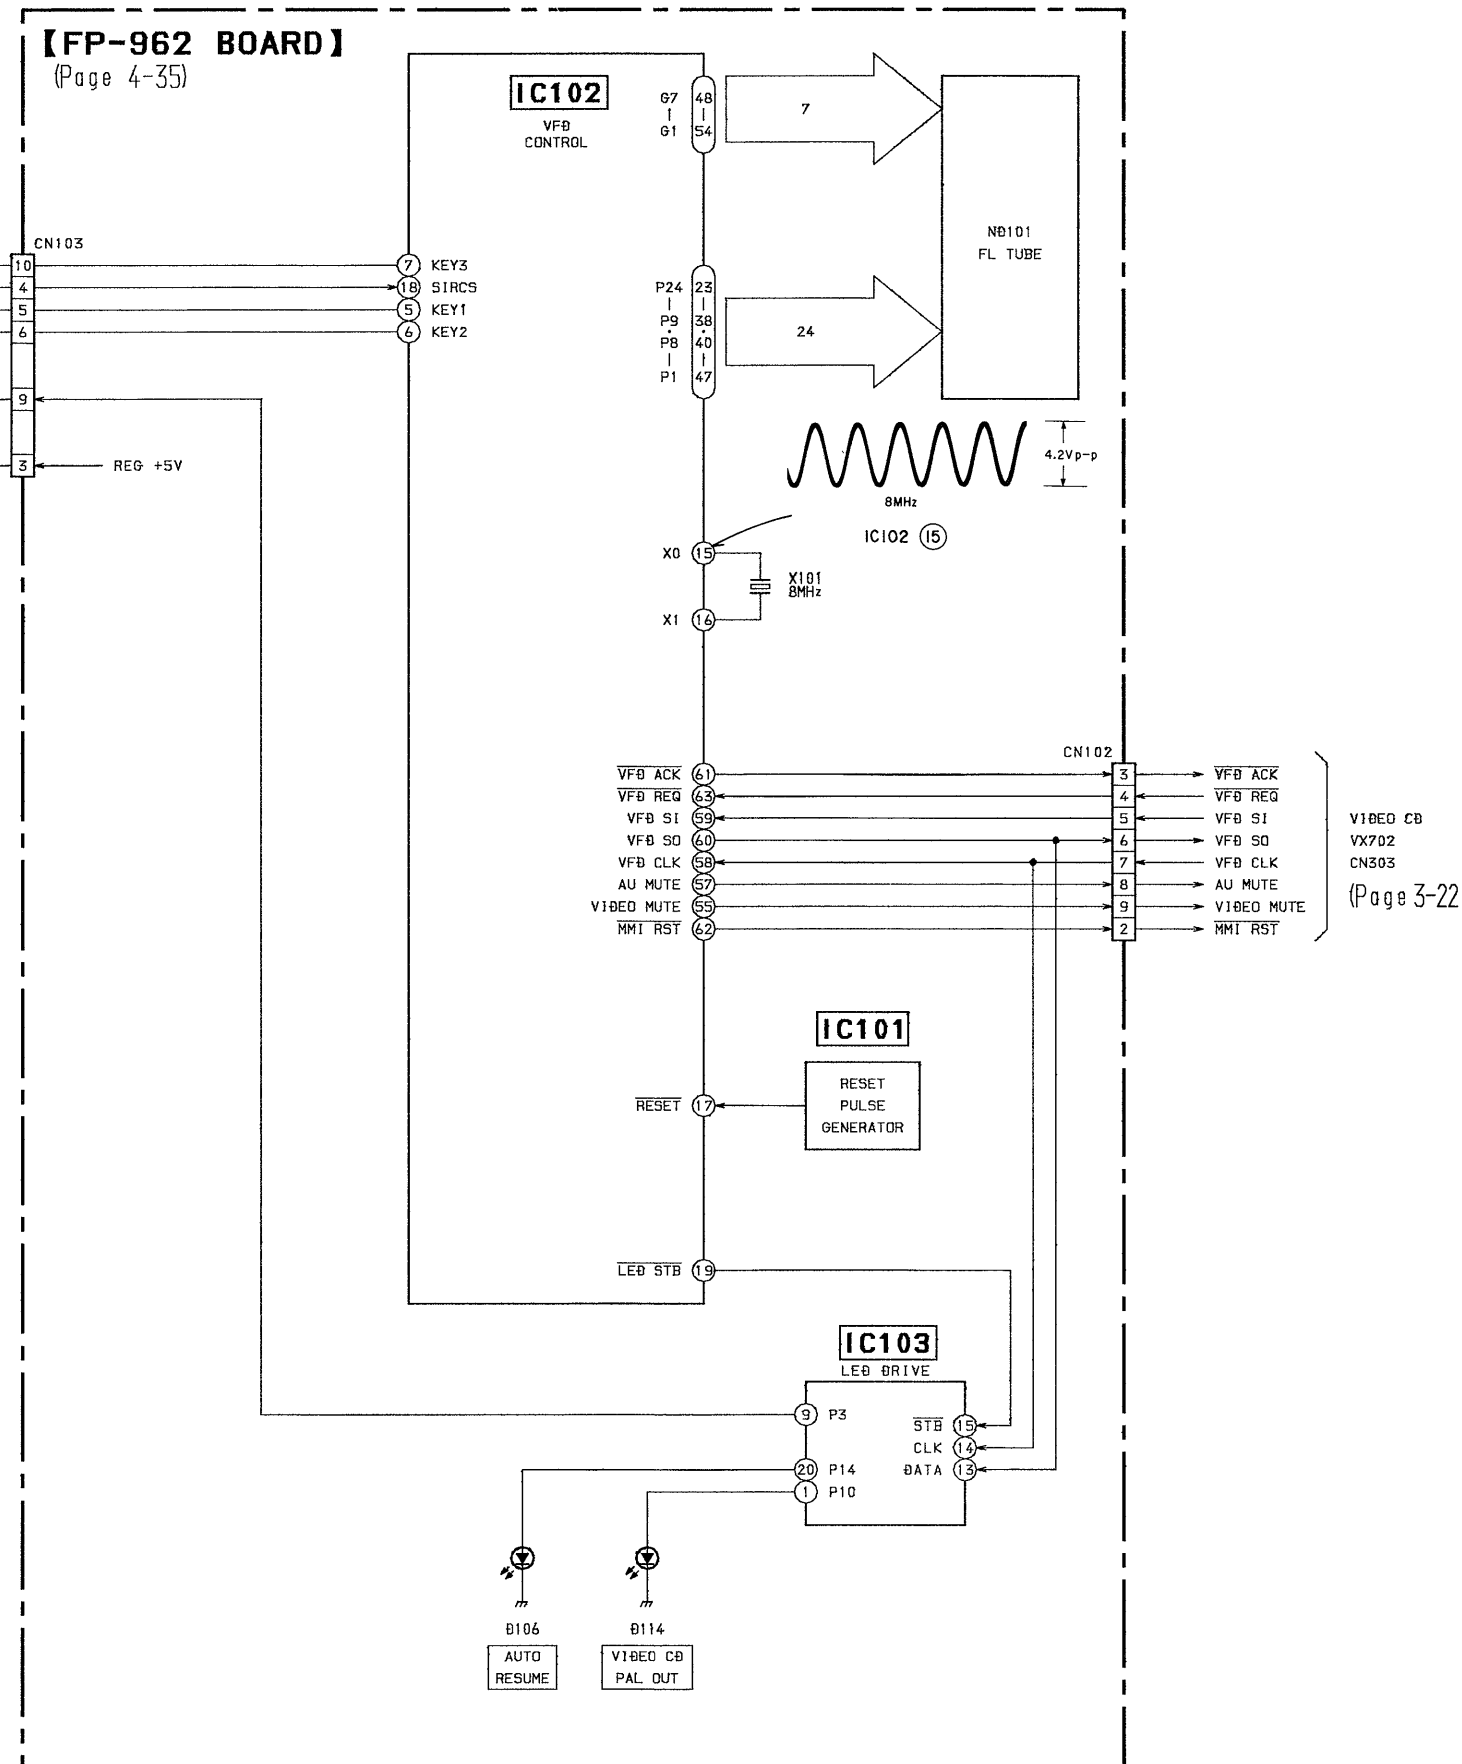 【FP-962 BOARD】
(Page 4-35)
IC102
VFD
CONTROL
G7 48
G1 54
7
ND101
FL TUBE
CN103
10 7 KEY3
4 18 SIRCS
5 5 KEY1
6 6 KEY2
P24 23
P9 38
P8 40
P1 47
24
9
3 REG +5V
4.2Vp-p
8MHz
IC102 15
X0 15
X101
8MHz
X1 16
CN102
VFD ACK 61 3 VFD ACK
VFD REQ 63 4 VFD REQ
VFD SI 59 5 VFD SI
VFD SO 60 6 VFD SO
VFD CLK 58 7 VFD CLK
AU MUTE 57 8 AU MUTE
VIDEO MUTE 55 9 VIDEO MUTE
MMI RST 62 2 MMI RST
VIDEO CD
VX702
CN303
(Page 3-22
IC101
RESET
PULSE
GENERATOR
RESET 17
LED STB 19
IC103
LED DRIVE
9 P3
STB 15
CLK 14
20 P14
DATA 13
1 P10
D106
AUTO
RESUME
D114
VIDEO CD
PAL OUT